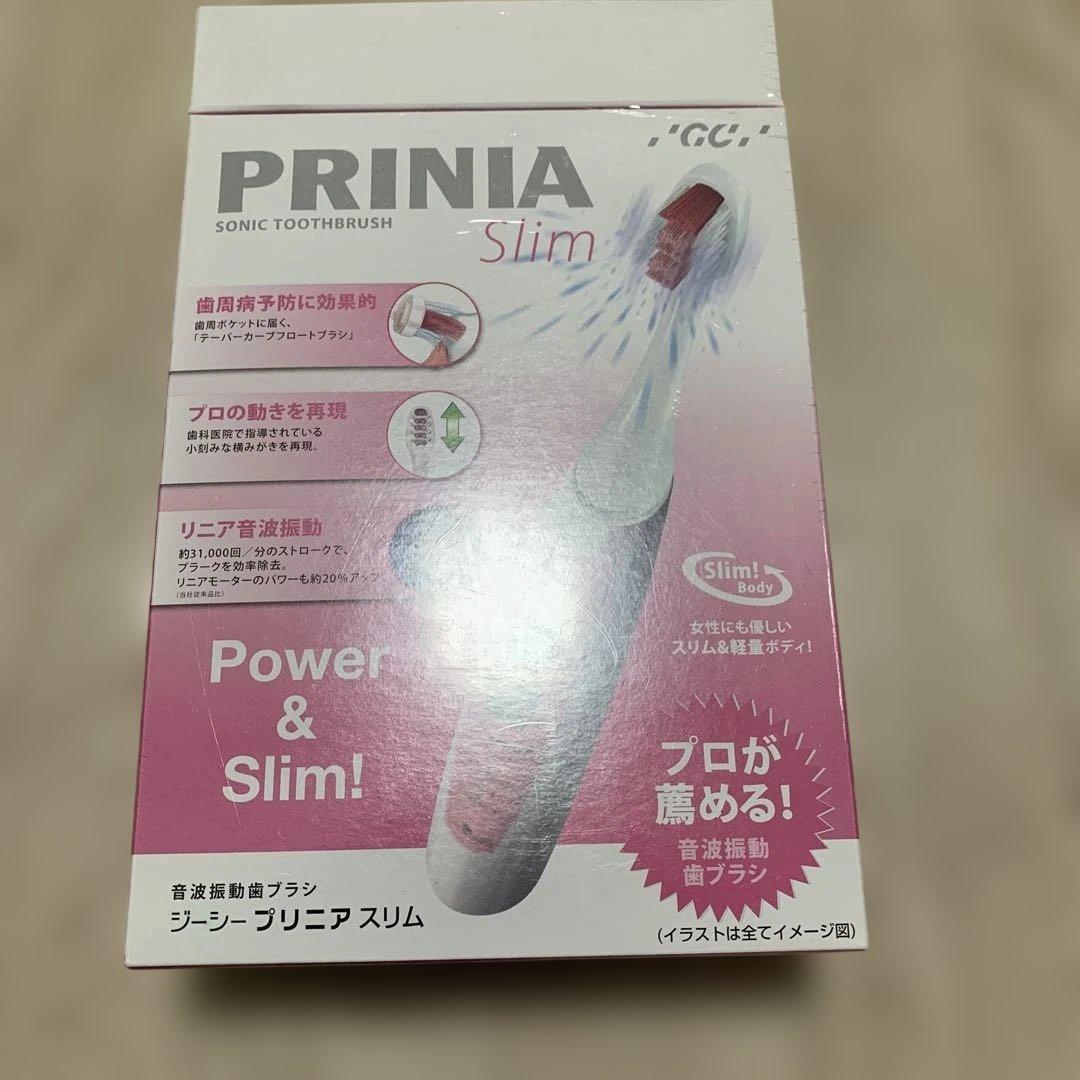 GC
PRINIA
SONIC TOOTHBRUSH
Slim
歯周病予防に効果的
歯周ポケットに届く、
「テーパーカーブフロートブラシ」
プロの動きを再現
歯科医院で指導されている
小刻みな横みがきを再現。
リニア音波振動
約31,000回／分のストロークで、
プラークを効率除去。
リニアモーターのパワーも約20%アップ
(当社従来品比)
Slim!
Body
女性にも優しい
スリム&軽量ボディ!
Power
&
Slim!
プロが
薦める!
音波振動
歯ブラシ
音波振動歯ブラシ
ジーシー プリニア スリム
(イラストは全てイメージ図)